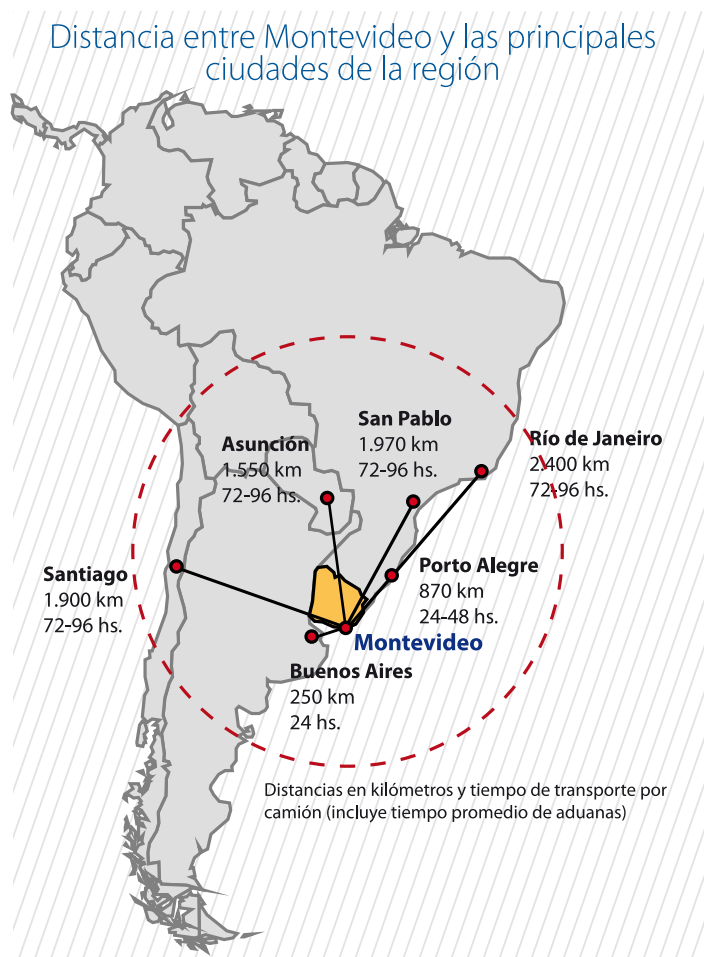 Distancia entre Montevideo y las principales
ciudades de la región
San Pablo
1.970 km
72-96 hs.
Asunción
1.550 km
72-96 hs.
Río de Janeiro
2.400 km
72-96 hs.
Santiago
1.900 km
72-96 hs.
Porto Alegre
870 km
24-48 hs.
Montevideo
Buenos Aires
250 km
24 hs.
Distancias en kilómetros y tiempo de transporte por
camión (incluye tiempo promedio de aduanas)